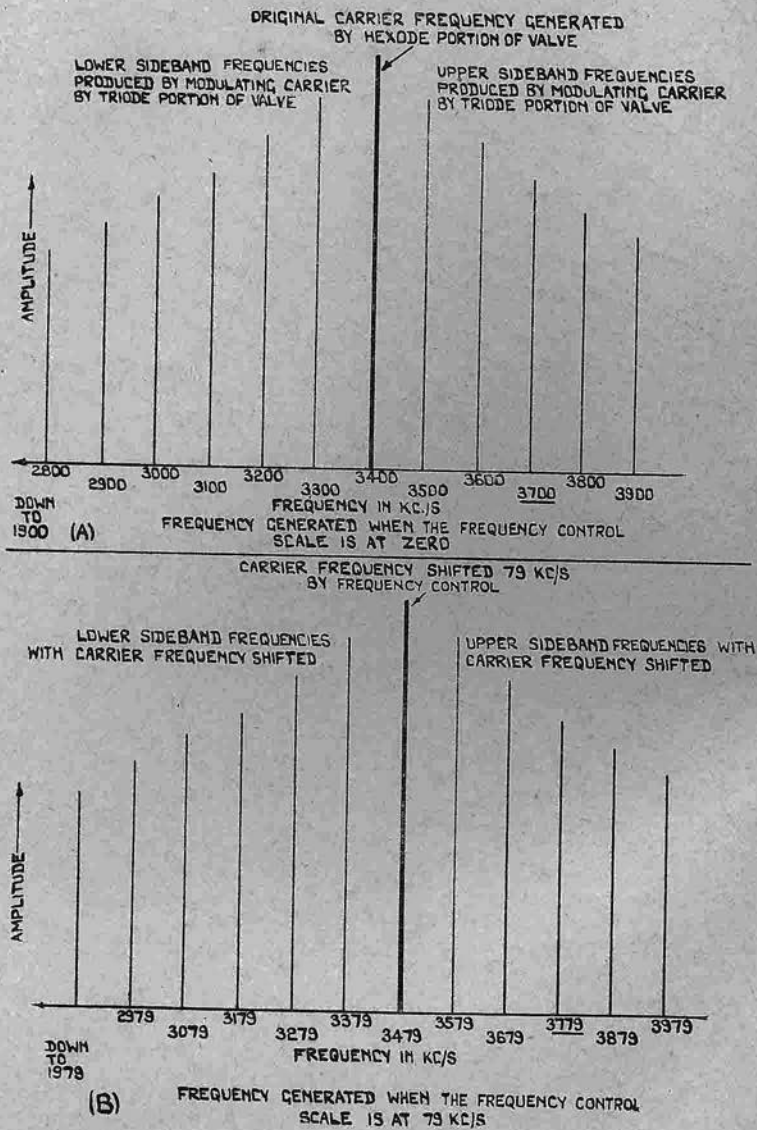 ORIGINAL CARRIER FREQUENCY GENERATED
BY HEXODE PORTION OF VALVE
LOWER SIDEBAND FREQUENCIES
PRODUCED BY MODULATING CARRIER
BY TRIODE PORTION OF VALVE
UPPER SIDEBAND FREQUENCIES
PRODUCED BY MODULATING CARRIER
BY TRIODE PORTION OF VALVE
AMPLITUDE
2800 2900 3000 3100 3200 3300 3400 3500 3600 3700 3800 3900
DOWN
TO
1900
(A)
FREQUENCY IN KC./S
FREQUENCY GENERATED WHEN THE FREQUENCY CONTROL
SCALE IS AT ZERO
CARRIER FREQUENCY SHIFTED 79 KC/S
BY FREQUENCY CONTROL
LOWER SIDEBAND FREQUENCIES
WITH CARRIER FREQUENCY SHIFTED
UPPER SIDEBAND FREQUENCIES WITH
CARRIER FREQUENCY SHIFTED
AMPLITUDE
2979 3079 3179 3279 3379 3479 3579 3679 3779 3879 3979
DOWN
TO
1979
FREQUENCY IN KC/S
(B)
FREQUENCY GENERATED WHEN THE FREQUENCY CONTROL
SCALE IS AT 79 KC/S